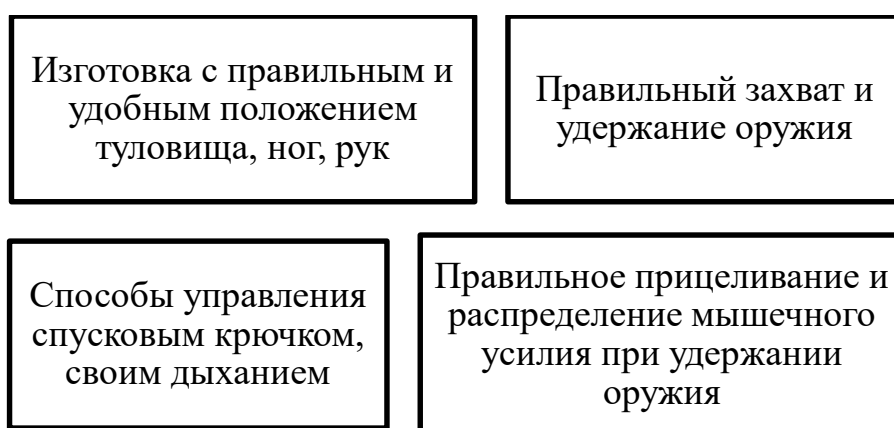 Изготовка с правильным и
удобным положением
туловища, ног, рук
Правильный захват и
удержание оружия
Способы управления
спусковым крючком,
своим дыханием
Правильное прицеливание и
распределение мышечного
усилия при удержании
оружия